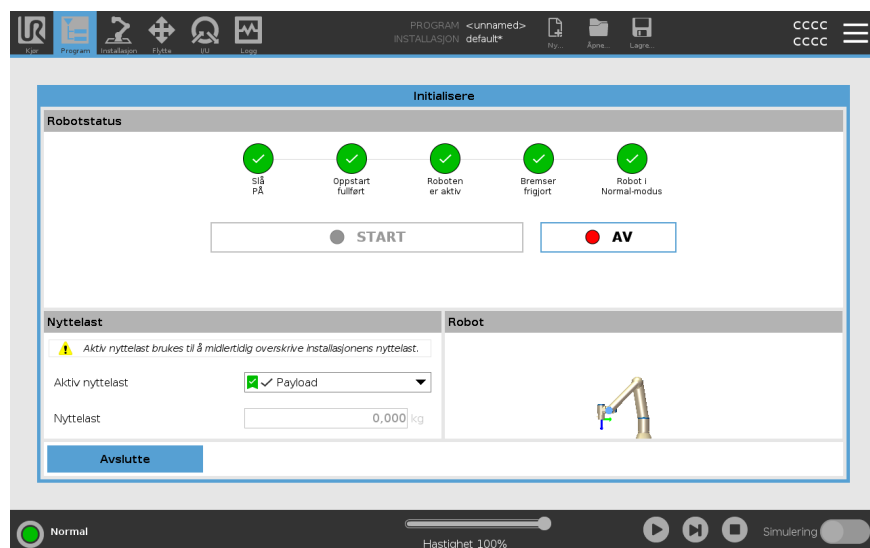 PROGRAM <unnamed>
INSTALLASJON default*
Kjør
Program
Installasjon
Flytte
I/U
Logg
Ny...
Åpne...
Lagre...
CCCC
CCCC
Initialisere
Robotstatus
Slå
PÅ
Oppstart
fullført
Roboten
er aktiv
Bremser
frigjort
Robot i
Normal-modus
START
AV
Nyttelast
Robot
Aktiv nyttelast brukes til å midlertidig overskrive installasjonens nyttelast.
Aktiv nyttelast
Payload
Nyttelast
0,000 kg
Avslutte
Normal
Hastighet 100%
Simulering